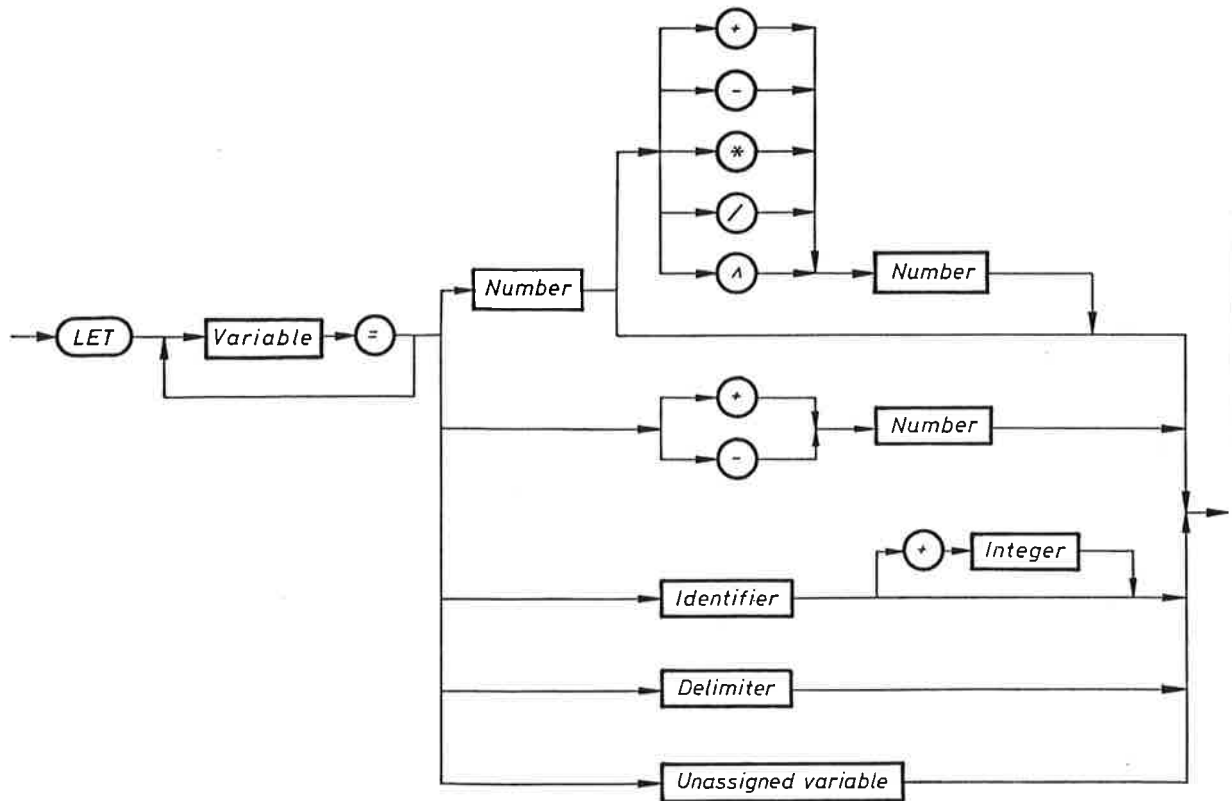 +
-
*
/
^
Number
Number
LET
Variable
=
+
Number
-
+
Integer
Identifier
Delimiter
Unassigned variable